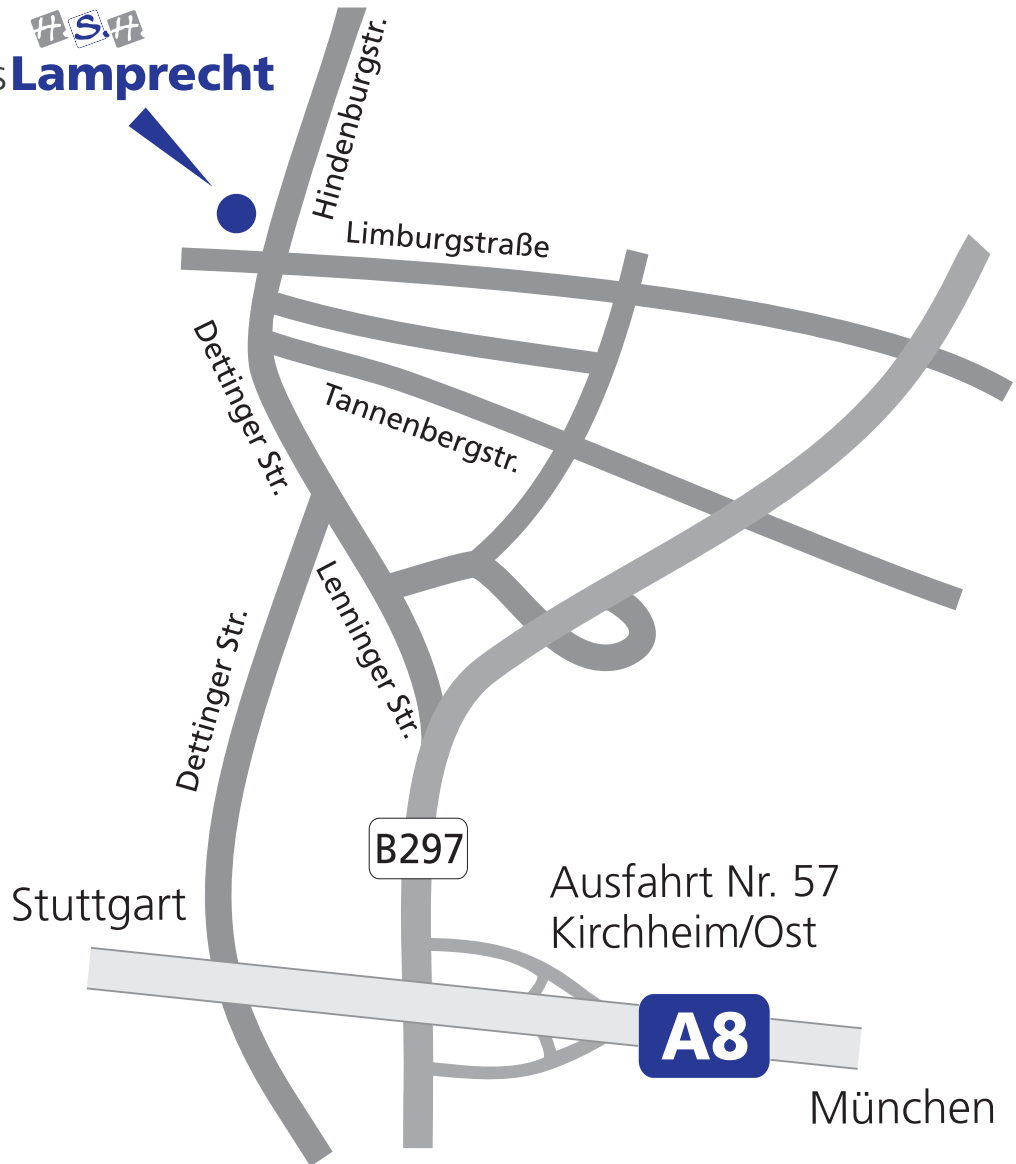 H.S.H.
s Lamprecht
Hindenburgstr.
Limburgstraße
Dettinger Str.
Tannenbergstr.
Lenninger Str.
Dettinger Str.
B297
Ausfahrt Nr. 57
Kirchheim/Ost
Stuttgart
A8
München